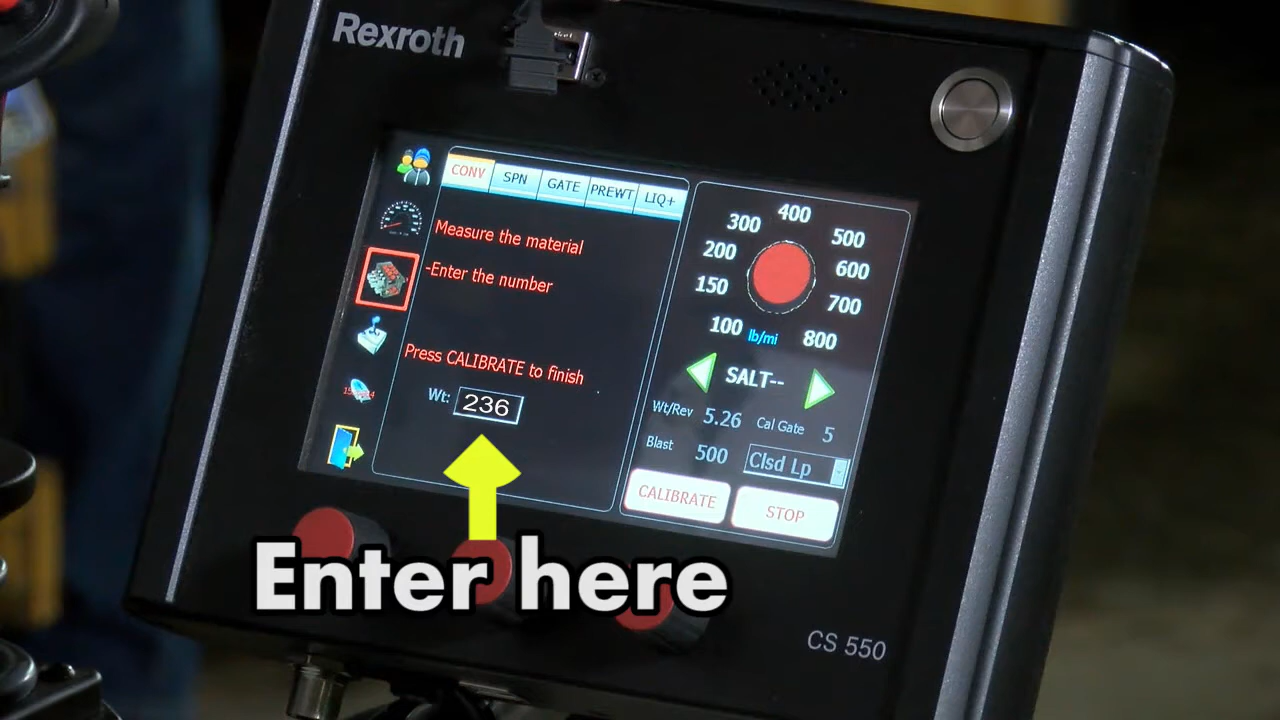 Rexroth
CONV SPN GATE PREWT LIQ+
Measure the material
-Enter the number
Press CALIBRATE to finish
Wt: 236
400
300 500
200 600
150 700
100 lb/mi 800
SALT--
Wt/Rev 5.26 Cal Gate 5
Blast 500 Clsd Lp
CALIBRATE STOP
Enter here
CS 550